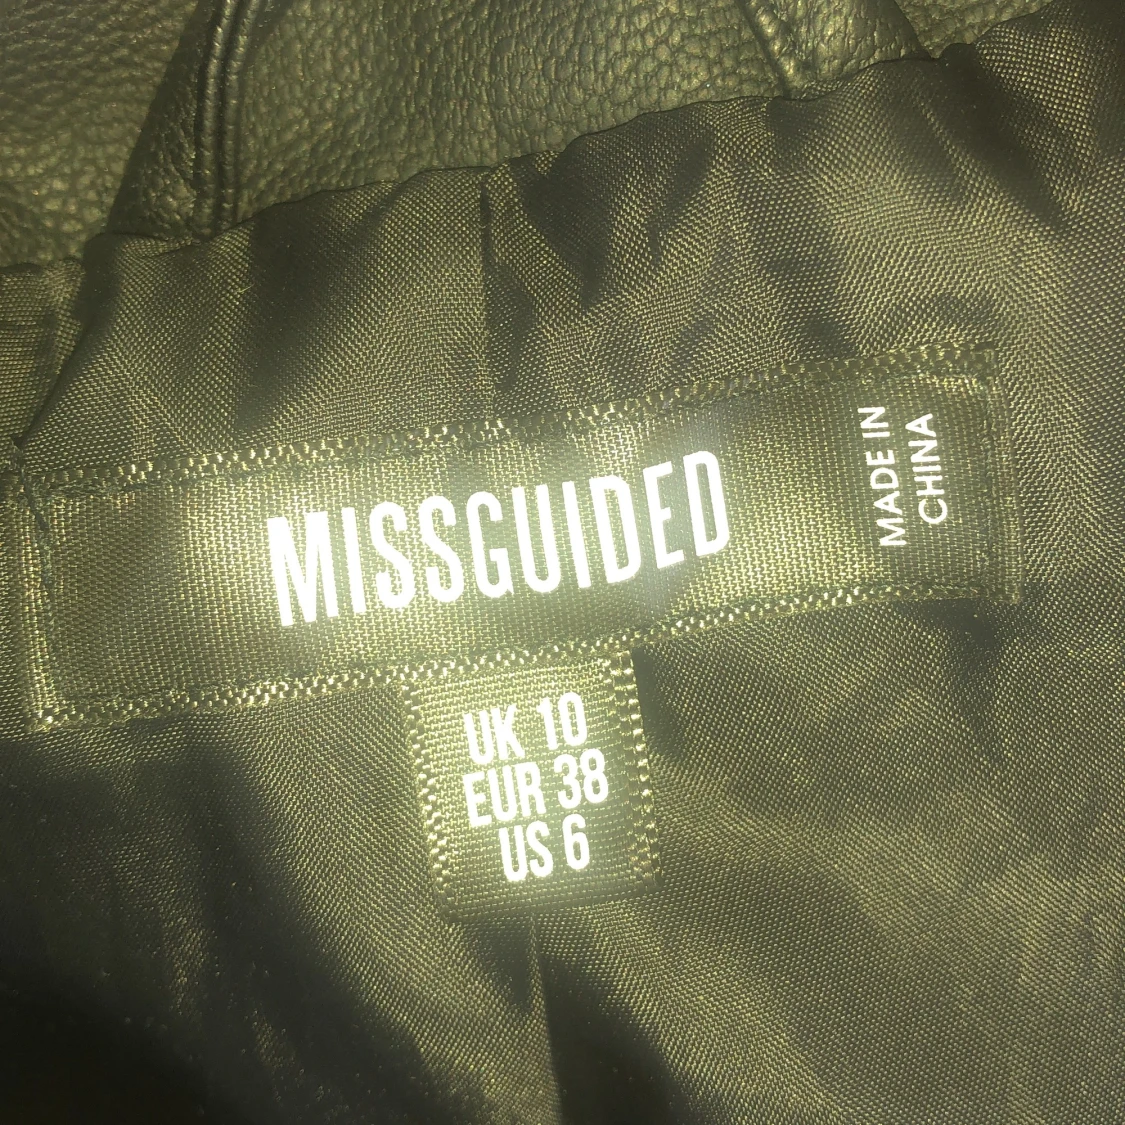 MISSGUIDED
MADE IN
CHINA
UK 10
EUR 38
US 6